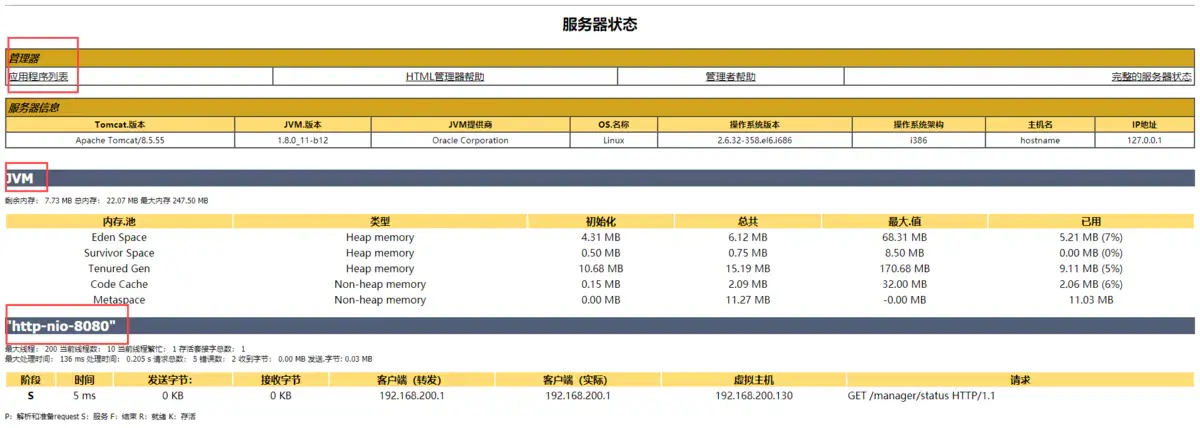 服务器状态
管理器
应用程序列表 HTML管理器帮助 管理者帮助 完整的服务器状态
服务器信息
Tomcat.版本 JVM.版本 JVM提供商 OS.名称 操作系统版本 操作系统架构 主机名 IP地址
Apache Tomcat/8.5.55 1.8.0_11-b12 Oracle Corporation Linux 2.6.32-358.el6.i686 i386 hostname 127.0.0.1
JVM
剩余内存： 7.73 MB 总内存： 22.07 MB 最大内存 247.50 MB
内存.池 类型 初始化 总共 最大.值 已用
Eden Space Heap memory 4.31 MB 6.12 MB 68.31 MB 5.21 MB (7%)
Survivor Space Heap memory 0.50 MB 0.75 MB 8.50 MB 0.00 MB (0%)
Tenured Gen Heap memory 10.68 MB 15.19 MB 170.68 MB 9.11 MB (5%)
Code Cache Non-heap memory 0.15 MB 2.09 MB 32.00 MB 2.06 MB (6%)
Metaspace Non-heap memory 0.00 MB 11.27 MB -0.00 MB 11.03 MB
"http-nio-8080"
最大线程： 200 当前线程数： 10 当前线程繁忙： 1 存活套接字总数： 1
最大处理时间： 136 ms 处理时间： 0.205 s 请求总数： 5 错误数： 2 收到字节： 0.00 MB 发送.字节: 0.03 MB
阶段 时间 发送字节： 接收字节 客户端（转发） 客户端（实际） 虚拟主机 请求
S 5 ms 0 KB 0 KB 192.168.200.1 192.168.200.1 192.168.200.130 GET /manager/status HTTP/1.1
P：解析和准备request S：服务 F：结束 R：就绪 K：存活